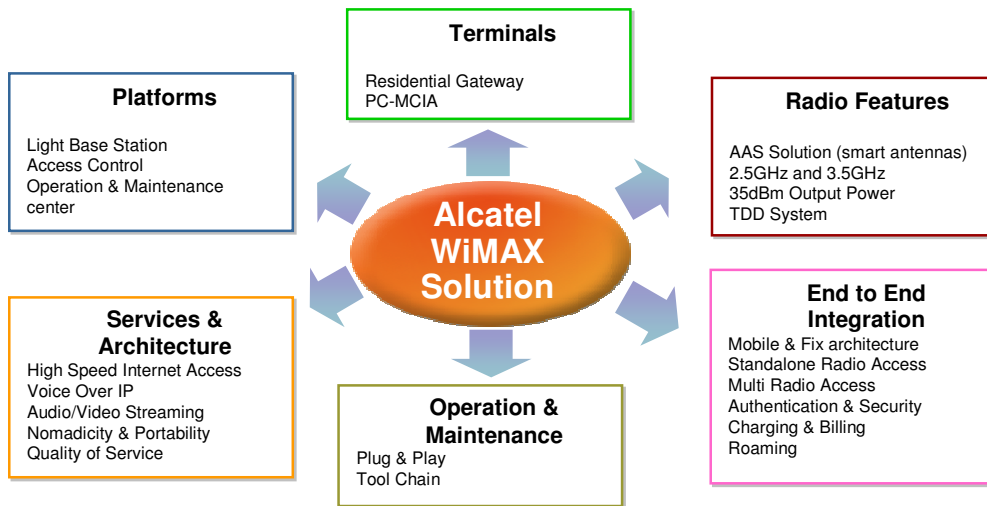 Terminals
Residential Gateway
PC-MCIA
Platforms
Light Base Station
Access Control
Operation & Maintenance
center
Radio Features
AAS Solution (smart antennas)
2.5GHz and 3.5GHz
35dBm Output Power
TDD System
Alcatel
WiMAX
Solution
Services &
Architecture
High Speed Internet Access
Voice Over IP
Audio/Video Streaming
Nomadicity & Portability
Quality of Service
Operation &
Maintenance
Plug & Play
Tool Chain
End to End
Integration
Mobile & Fix architecture
Standalone Radio Access
Multi Radio Access
Authentication & Security
Charging & Billing
Roaming